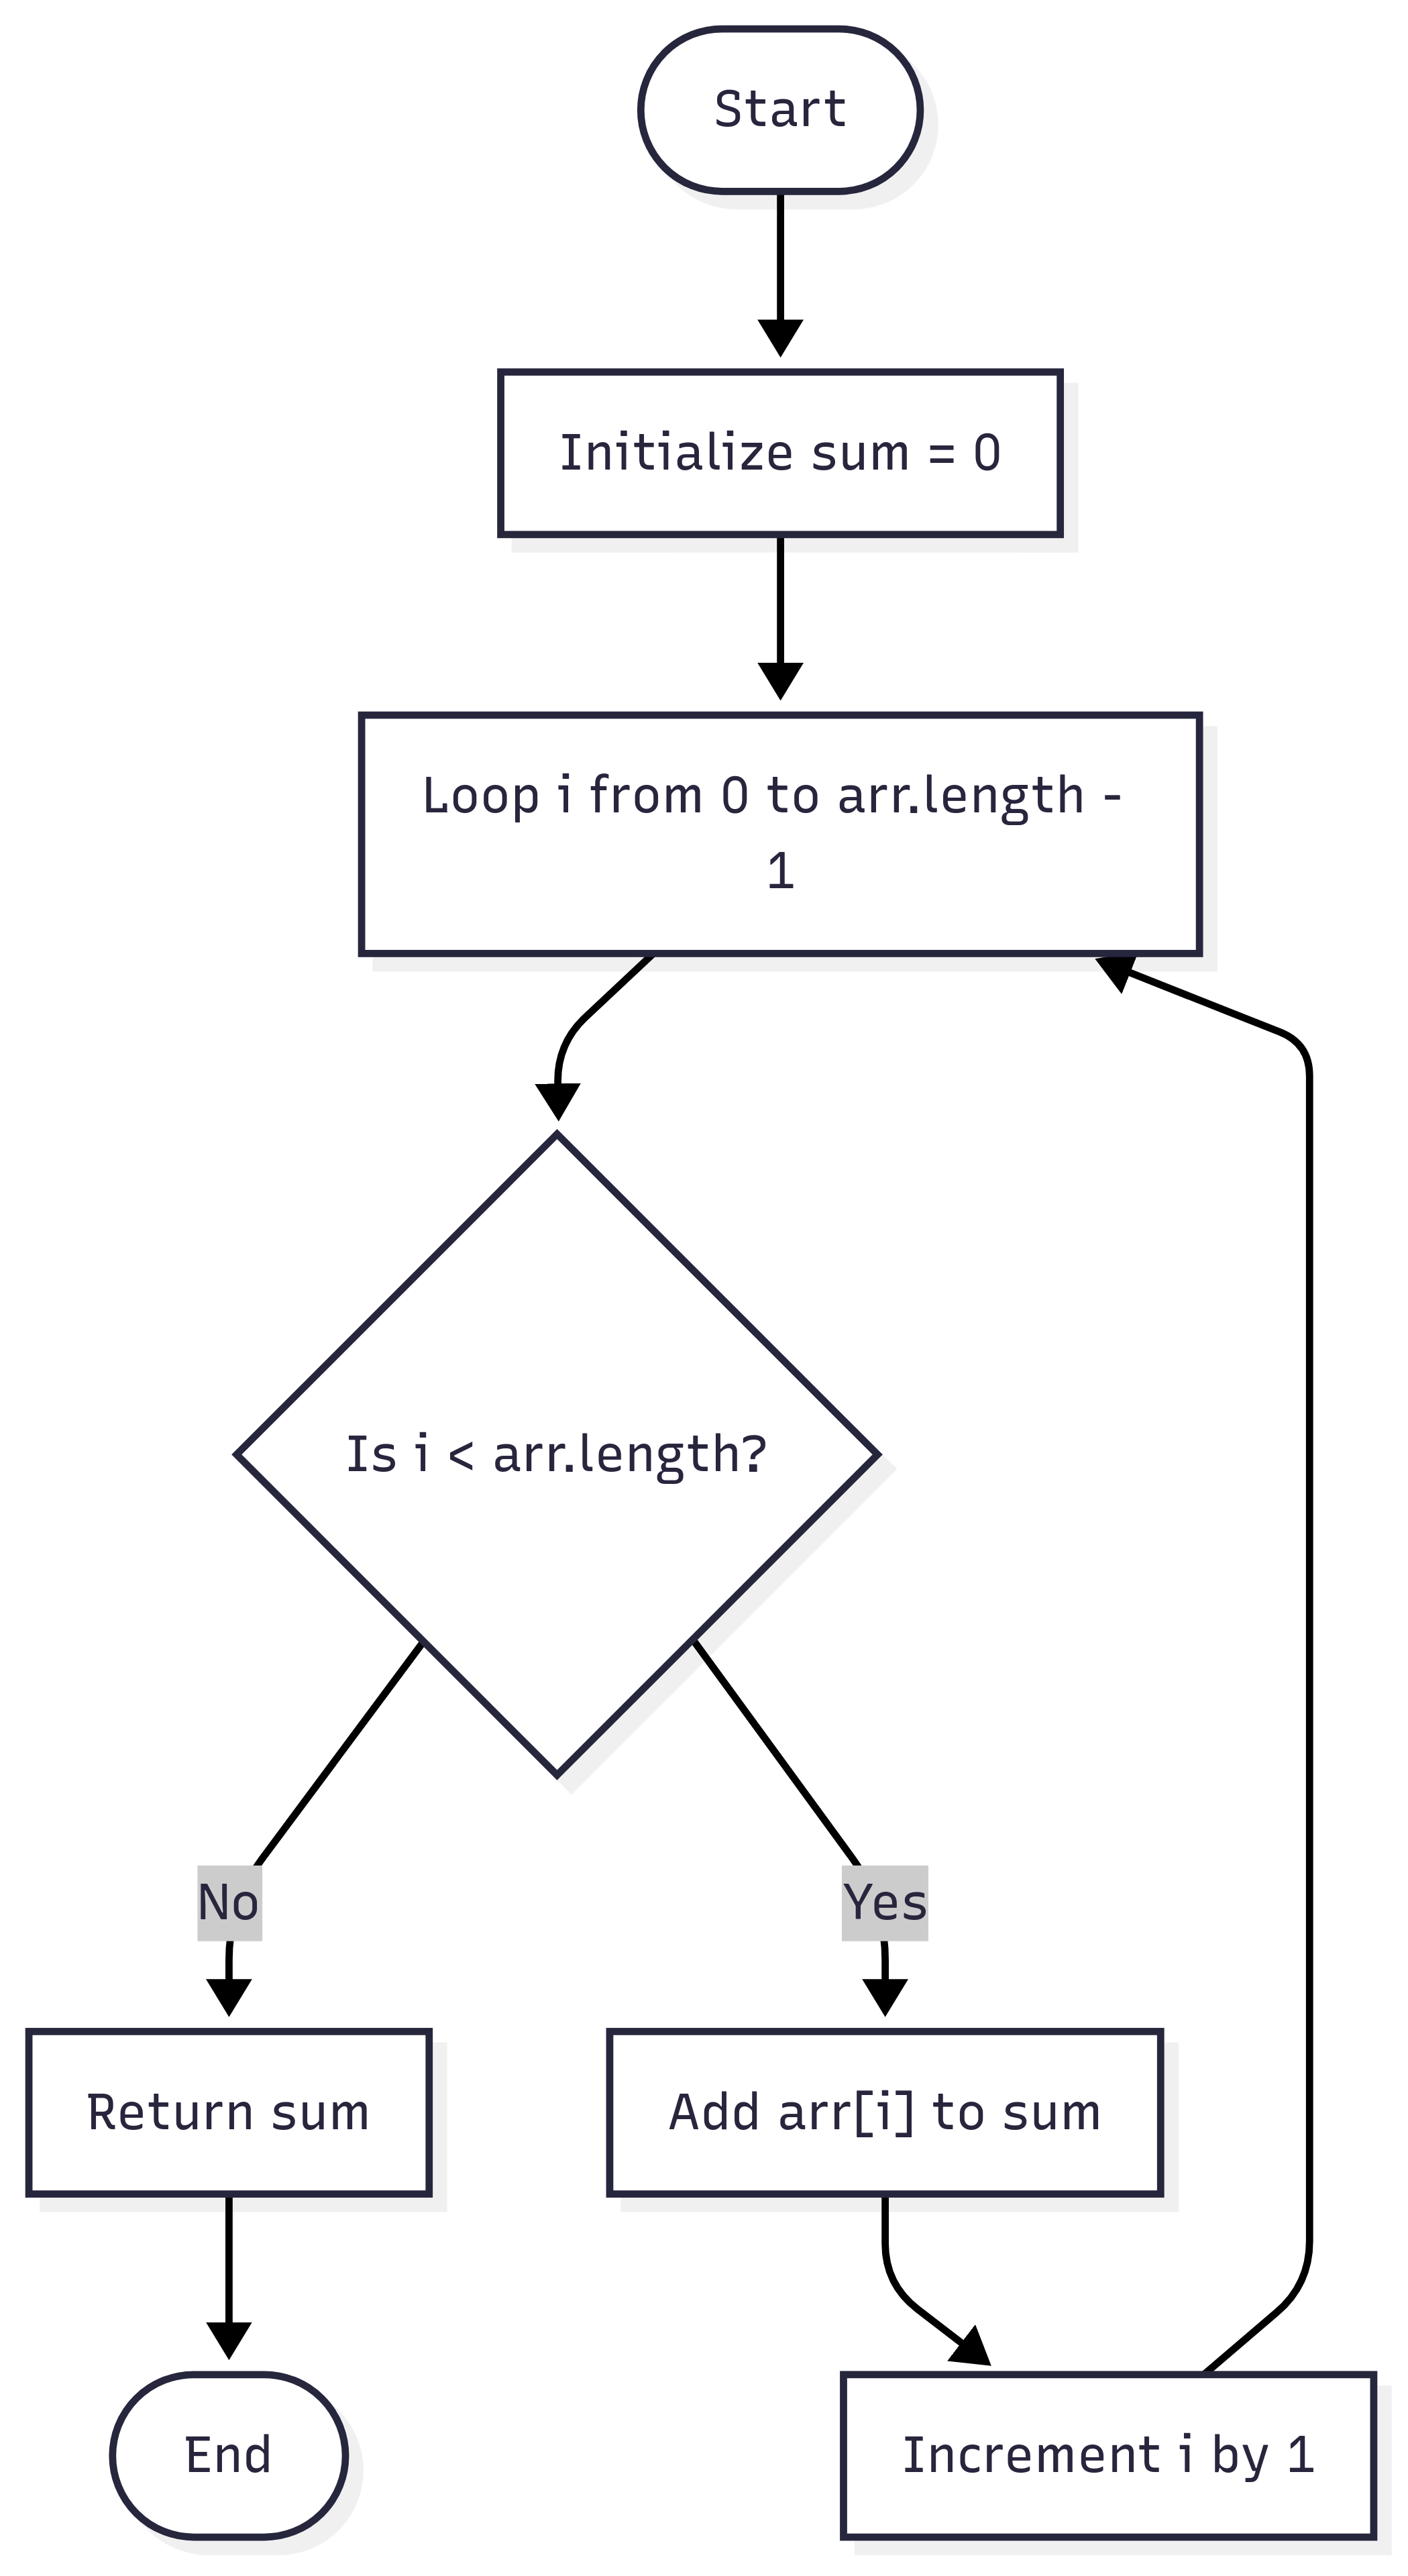 Start
Initialize sum = 0
Loop i from 0 to arr.length -
1
Is i < arr.length?
No
Yes
Return sum
Add arr[i] to sum
End
Increment i by 1